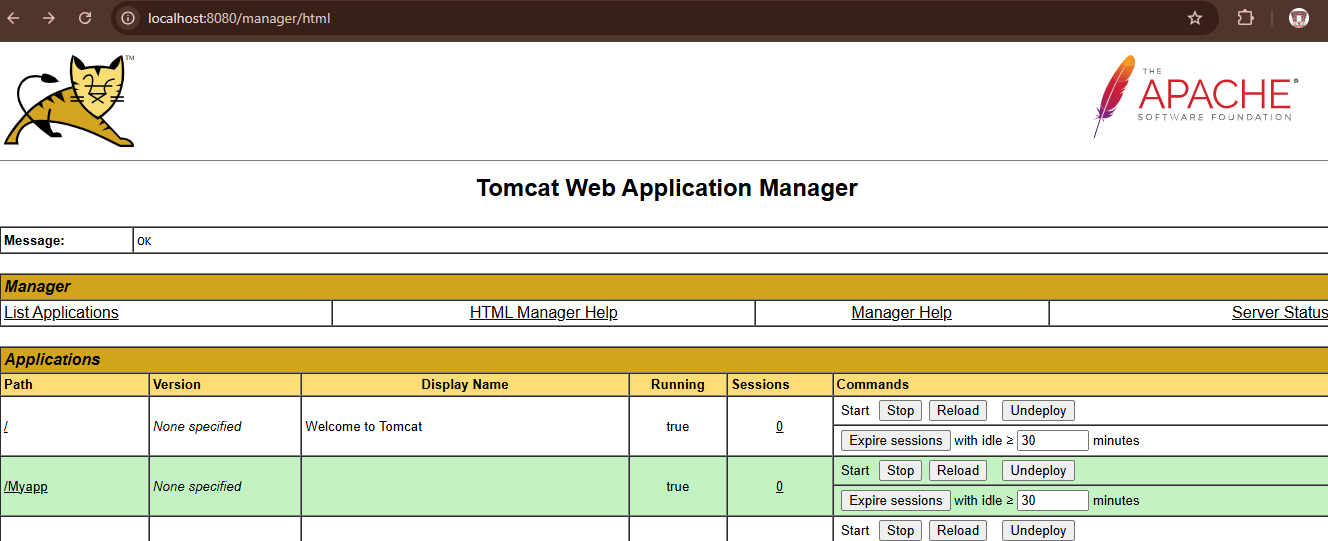 localhost:8080/manager/html
TM
THE
APACHE®
SOFTWARE FOUNDATION
Tomcat Web Application Manager
Message: OK
Manager
List Applications HTML Manager Help Manager Help Server Status
Applications
Path Version Display Name Running Sessions Commands
/ None specified Welcome to Tomcat true 0 Start Stop Reload Undeploy
Expire sessions with idle ≥ 30 minutes
/Myapp None specified true 0 Start Stop Reload Undeploy
Expire sessions with idle ≥ 30 minutes
Start Stop Reload Undeploy